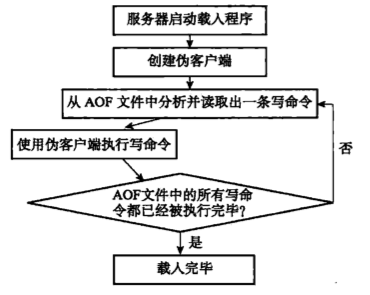 服务器启动载入程序
创建伪客户端
从 AOF 文件中分析并读取出一条写命令
使用伪客户端执行写命令
否
AOF文件中的所有写命
令都已经被执行完毕?
是
载入完毕